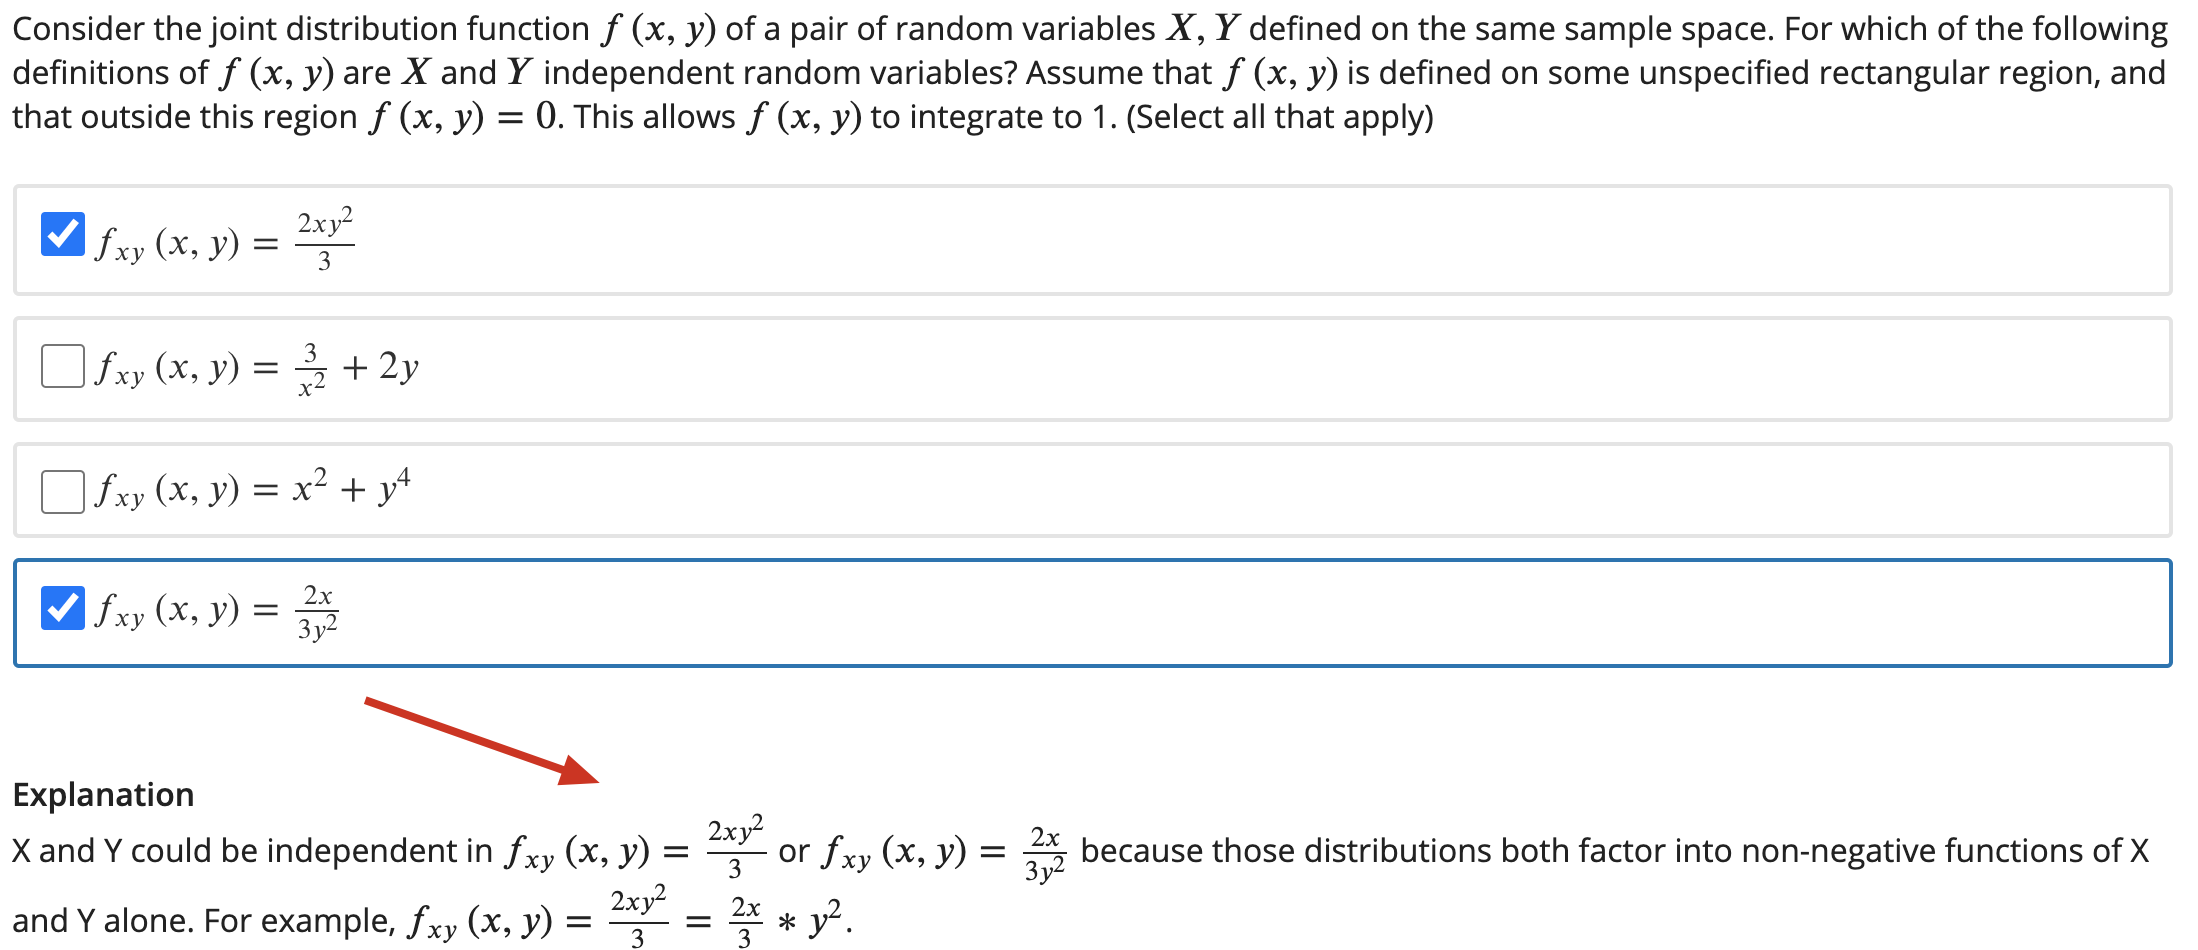 Consider the joint distribution function f (x, y) of a pair of random variables X, Y defined on the same sample space. For which of the following
definitions of f (x, y) are X and Y independent random variables? Assume that f (x, y) is defined on some unspecified rectangular region, and
that outside this region f (x, y) = 0. This allows f (x, y) to integrate to 1. (Select all that apply)
f_{xy} (x, y) = \frac{2xy^2}{3}
f_{xy} (x, y) = \frac{3}{x^2} + 2y
f_{xy} (x, y) = x^2 + y^4
f_{xy} (x, y) = \frac{2x}{3y^2}
Explanation
X and Y could be independent in f_{xy} (x, y) = \frac{2xy^2}{3} or f_{xy} (x, y) = \frac{2x}{3y^2} because those distributions both factor into non-negative functions of X
and Y alone. For example, f_{xy} (x, y) = \frac{2xy^2}{3} = \frac{2x}{3} * y^2.